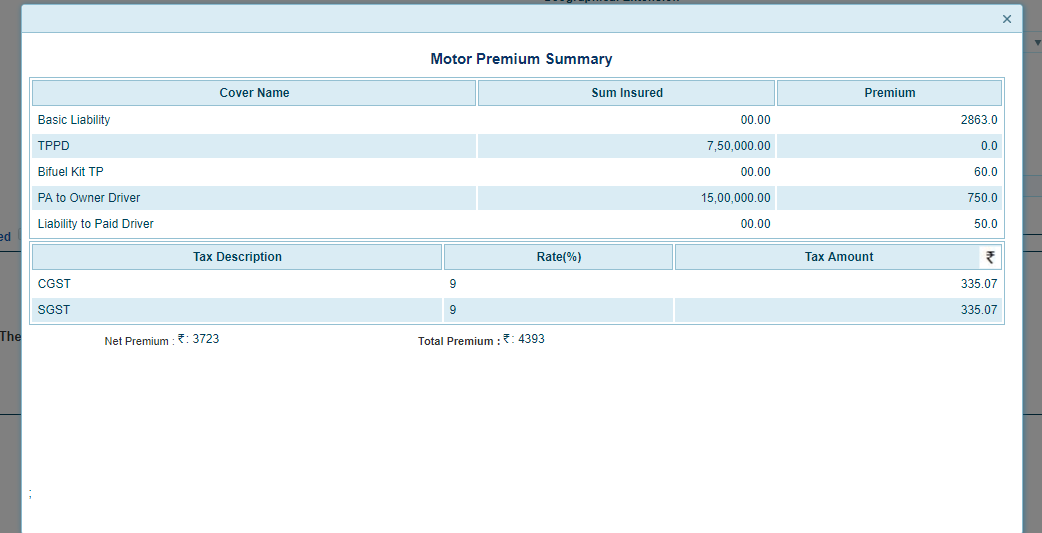 ×
Motor Premium Summary
Cover Name Sum Insured Premium
Basic Liability 00.00 2863.0
TPPD 7,50,000.00 0.0
Bifuel Kit TP 00.00 60.0
PA to Owner Driver 15,00,000.00 750.0
ed
Liability to Paid Driver 00.00 50.0
Tax Description Rate(%) Tax Amount ₹
CGST 9 335.07
SGST 9 335.07
The
Net Premium : ₹ : 3723 Total Premium : ₹ : 4393
;